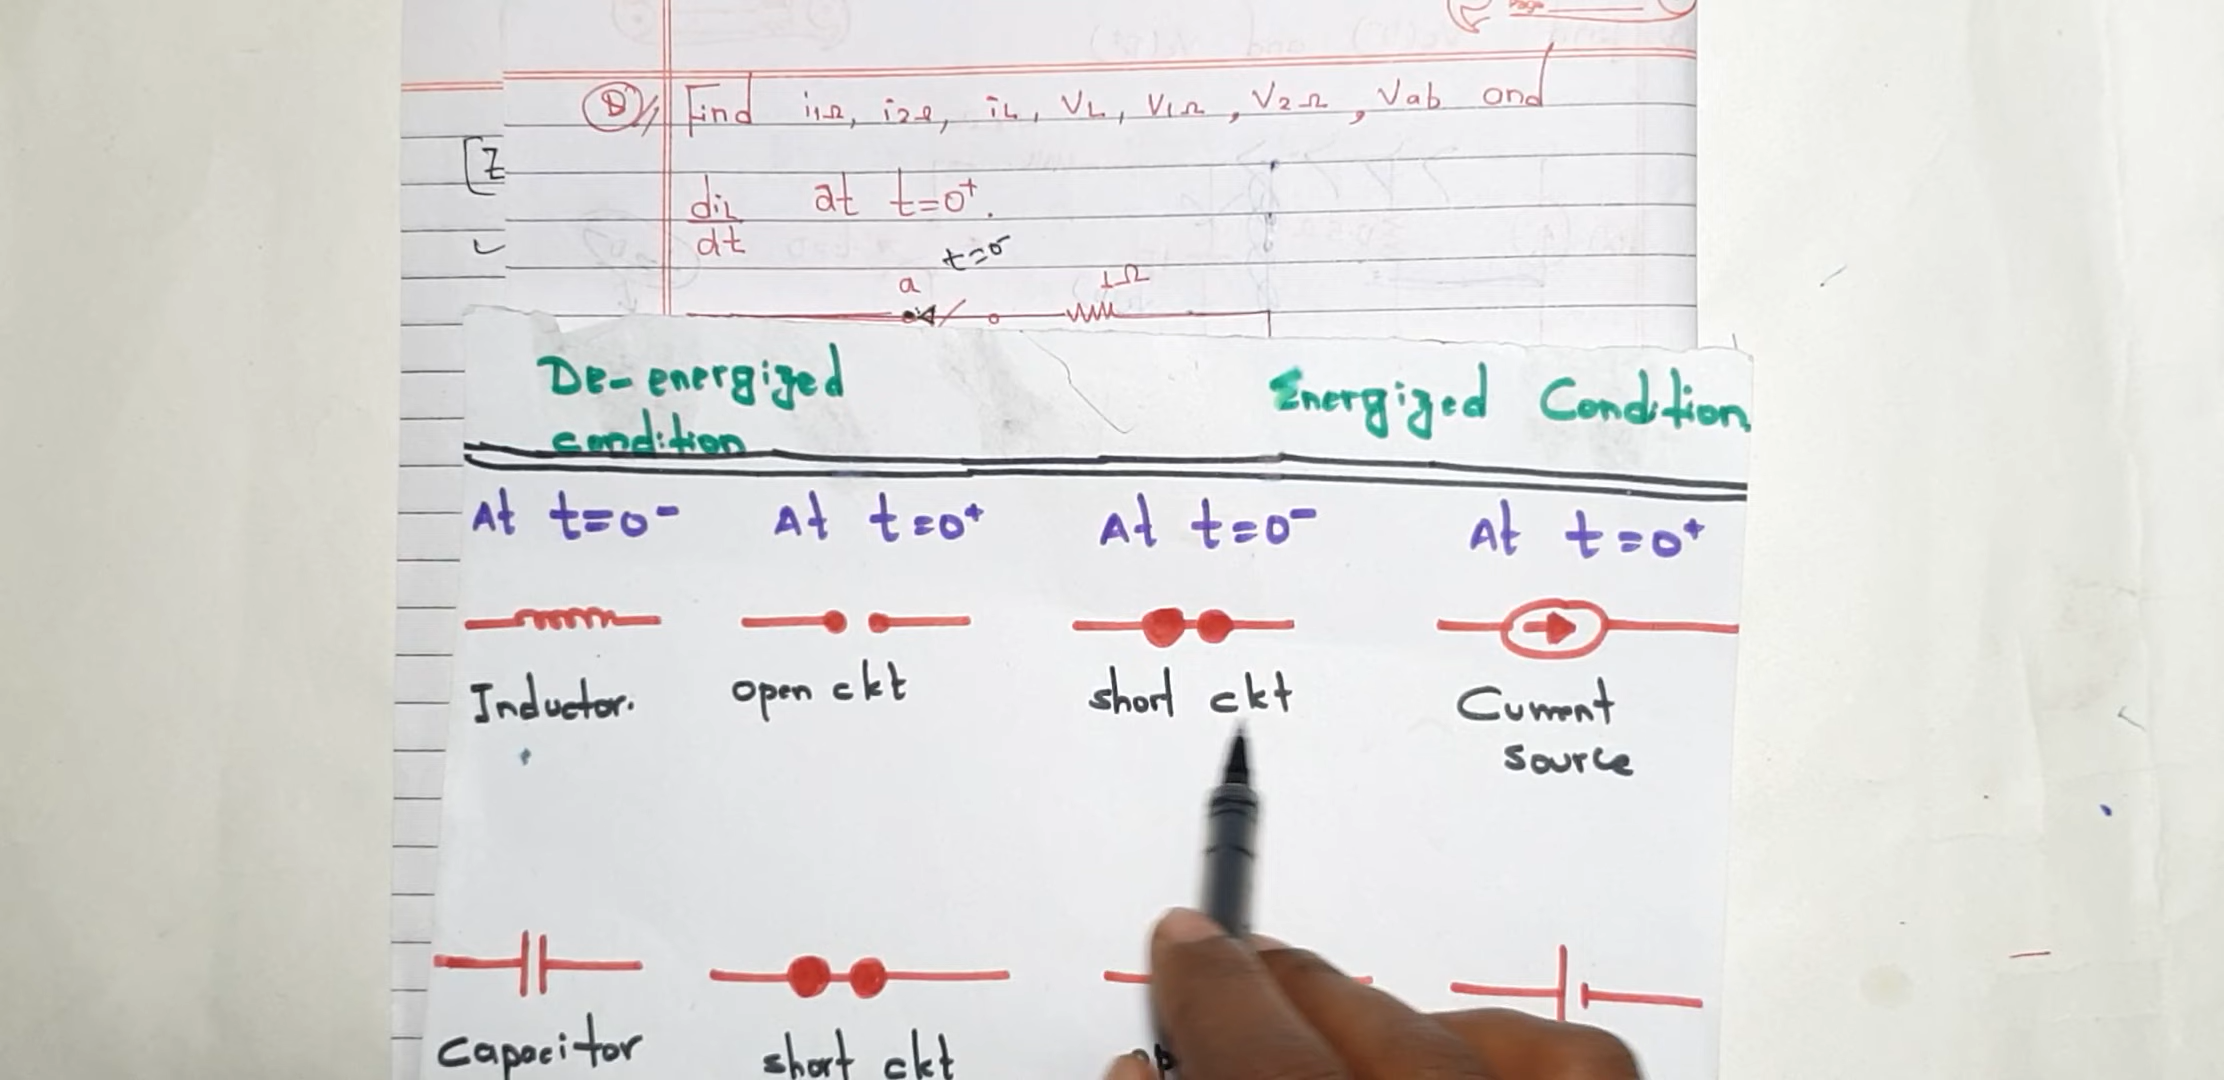 D Find i1Ω, i2Ω, iL, VL, V1Ω, V2Ω, Vab and
diL/dt at t=0⁺.
t=0⁻
a 1Ω
De-energized condition
Energized Condition
At t=0⁻ At t=0⁺ At t=0⁻ At t=0⁺
Inductor. open ckt short ckt Current source
Capacitor short ckt